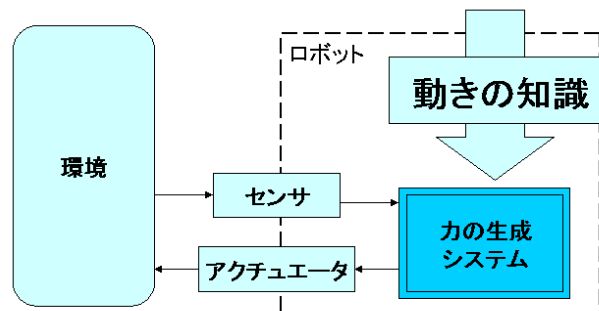 ロボット
動きの知識
環境
センサ
力の生成
システム
アクチュエータ